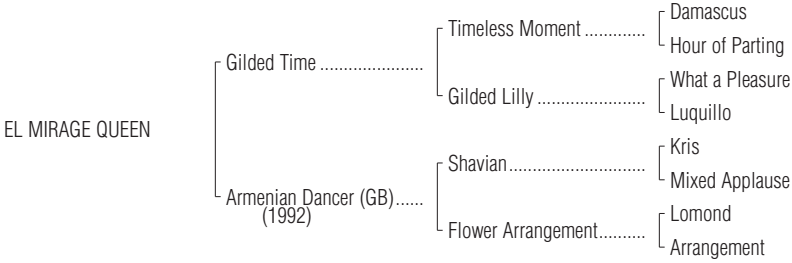 Damascus
Timeless Moment .............
Hour of Parting
Gilded Time ......................
What a Pleasure
Gilded Lilly .......................
Luquillo
EL MIRAGE QUEEN
Kris
Shavian.............................
Mixed Applause
Armenian Dancer (GB)......
(1992)
Lomond
Flower Arrangement..........
Arrangement